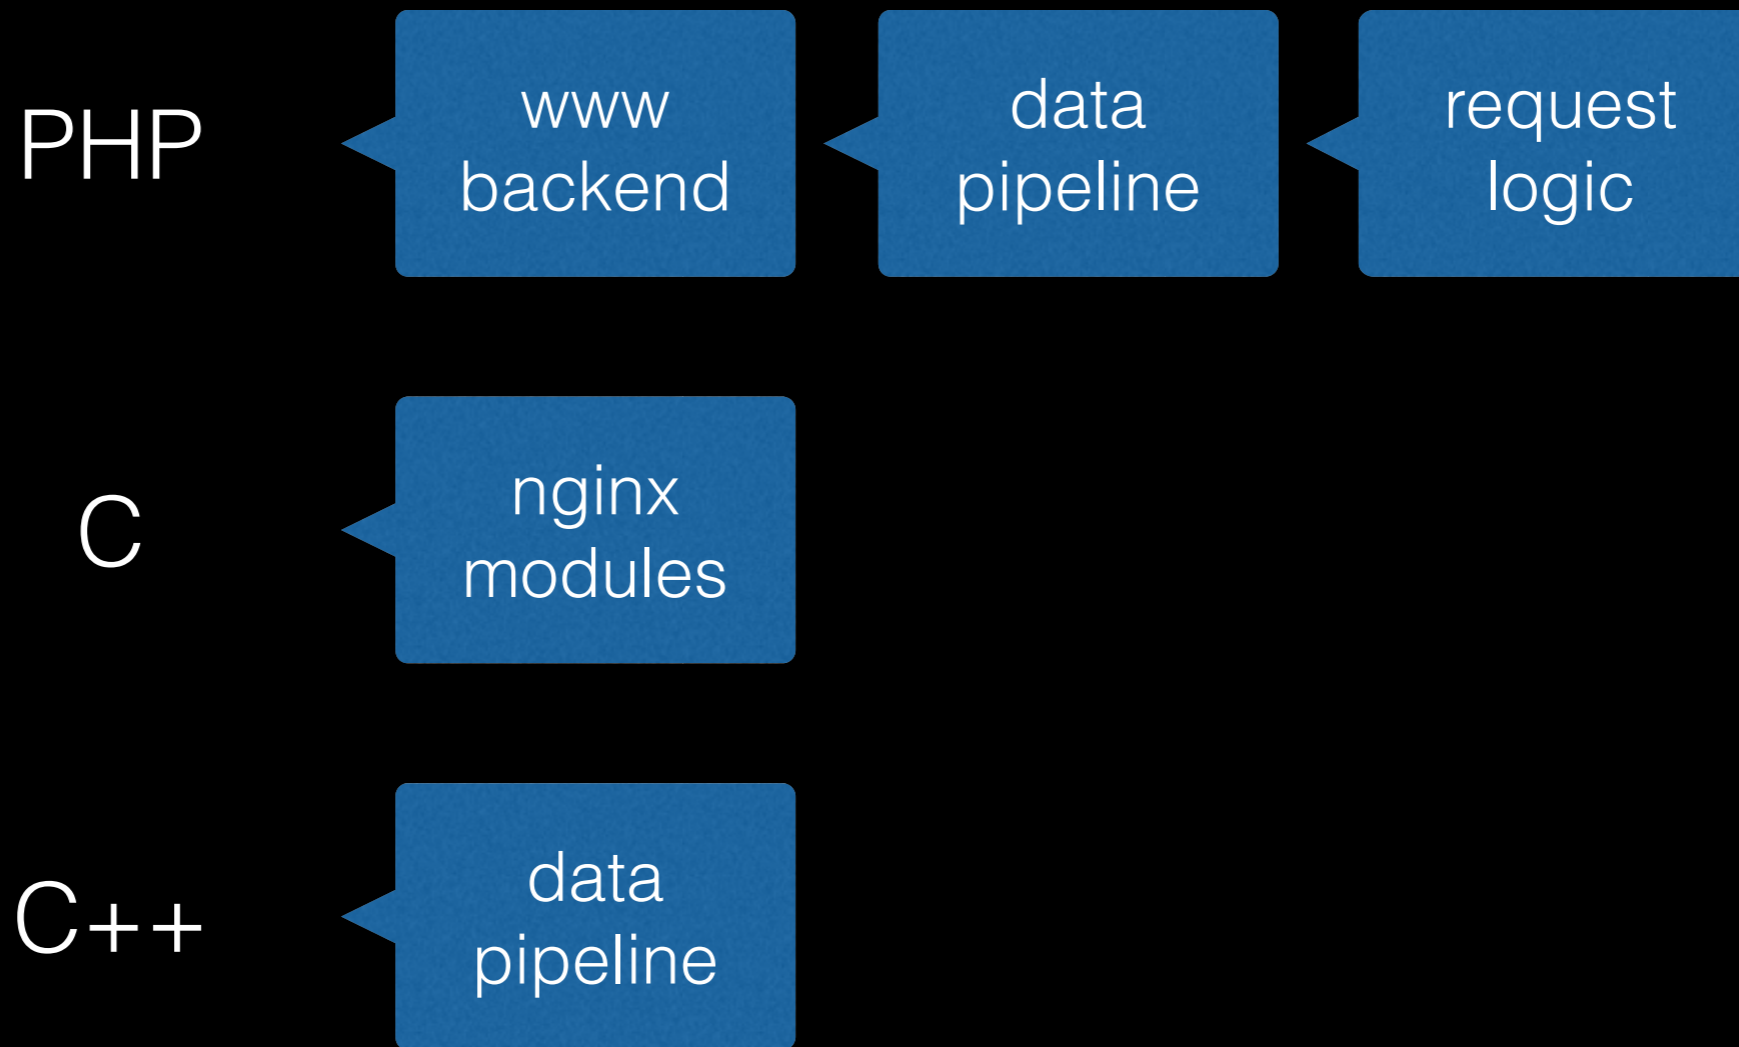 PHP
www
backend
data
pipeline
request
logic
C
nginx
modules
C++
data
pipeline